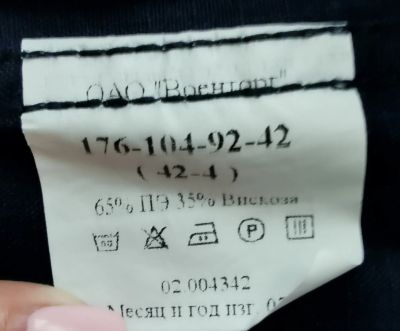 ОАО "Военторг"
176-104-92-42
( 42-4 )
65% ПЭ 35% Вискоза
P
02 004342
Месяц и год изг.